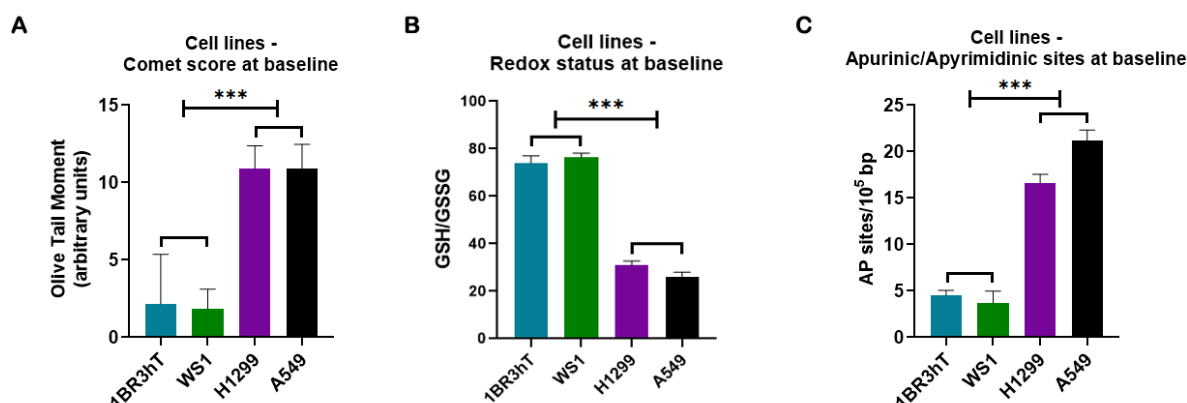 A
Cell lines -
Comet score at baseline
***
Olive Tail Moment
(arbitrary units)
15
10
5
0
1BR3hT
WS1
H1299
A549
B
Cell lines -
Redox status at baseline
***
GSH/GSSG
100
80
60
40
20
0
1BR3hT
WS1
H1299
A549
C
Cell lines -
Apurinic/Apyrimidinic sites at baseline
***
AP sites/10⁵ bp
25
20
15
10
5
0
1BR3hT
WS1
H1299
A549